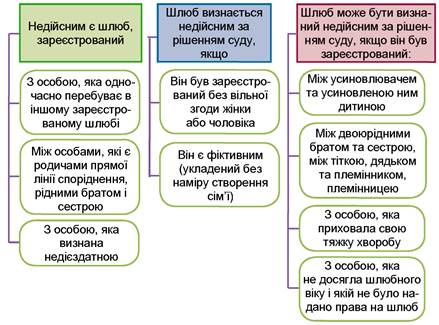 Недійсним є шлюб,
зареєстрований
З особою, яка одно-
часно перебуває в
іншому зареєстро-
ваному шлюбі
Між особами, які є
родичами прямої
лінії споріднення,
рідними братом і
сестрою
З особою, яка
визнана
недієздатною
Шлюб визнається
недійсним за
рішенням суду,
якщо
Він був зареєстро-
ваний без вільної
згоди жінки
або чоловіка
Він є фіктивним
(укладений без
наміру створення
сім’ї)
Шлюб може бути визна-
ний недійсним за рішен-
ням суду, якщо він був
зареєстрований:
Між усиновлювачем
та усиновленою ним
дитиною
Між двоюрідними
братом та сестрою,
між тіткою, дядьком
та племінником,
племінницею
З особою, яка
приховала свою
тяжку хворобу
З особою, яка
не досягла шлюбного
віку і якій не було на-
дано права на шлюб